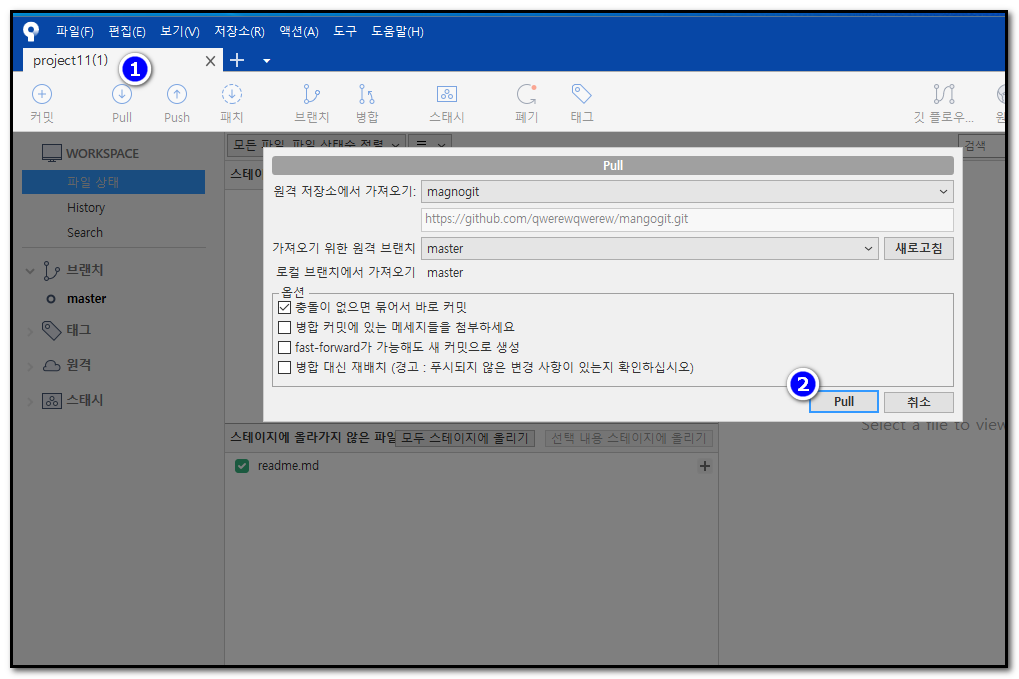 파일(F) 편집(E) 보기(V) 저장소(R) 액션(A) 도구 도움말(H)
project11(1)
1
커밋 Pull Push 패치 브랜치 병합 스태시 폐기 태그 깃 플로우...
WORKSPACE
모든 파일, 파일 상태순 정렬
검색
Pull
파일 상태
스테이
원격 저장소에서 가져오기: magnogit
History
https://github.com/qwerewqwerew/mangogit.git
Search
가져오기 위한 원격 브랜치 master 새로고침
브랜치
로컬 브랜치에서 가져오기 master
옵션
master
충돌이 없으면 묶어서 바로 커밋
병합 커밋에 있는 메세지들을 첨부하세요
태그
fast-forward가 가능해도 새 커밋으로 생성
원격
병합 대신 재배치 (경고 : 푸시되지 않은 변경 사항이 있는지 확인하십시오)
2
스태시
Pull 취소
Select a file to view
스테이지에 올라가지 않은 파일 모두 스테이지에 올리기 선택 내용 스테이지에 올리기
readme.md